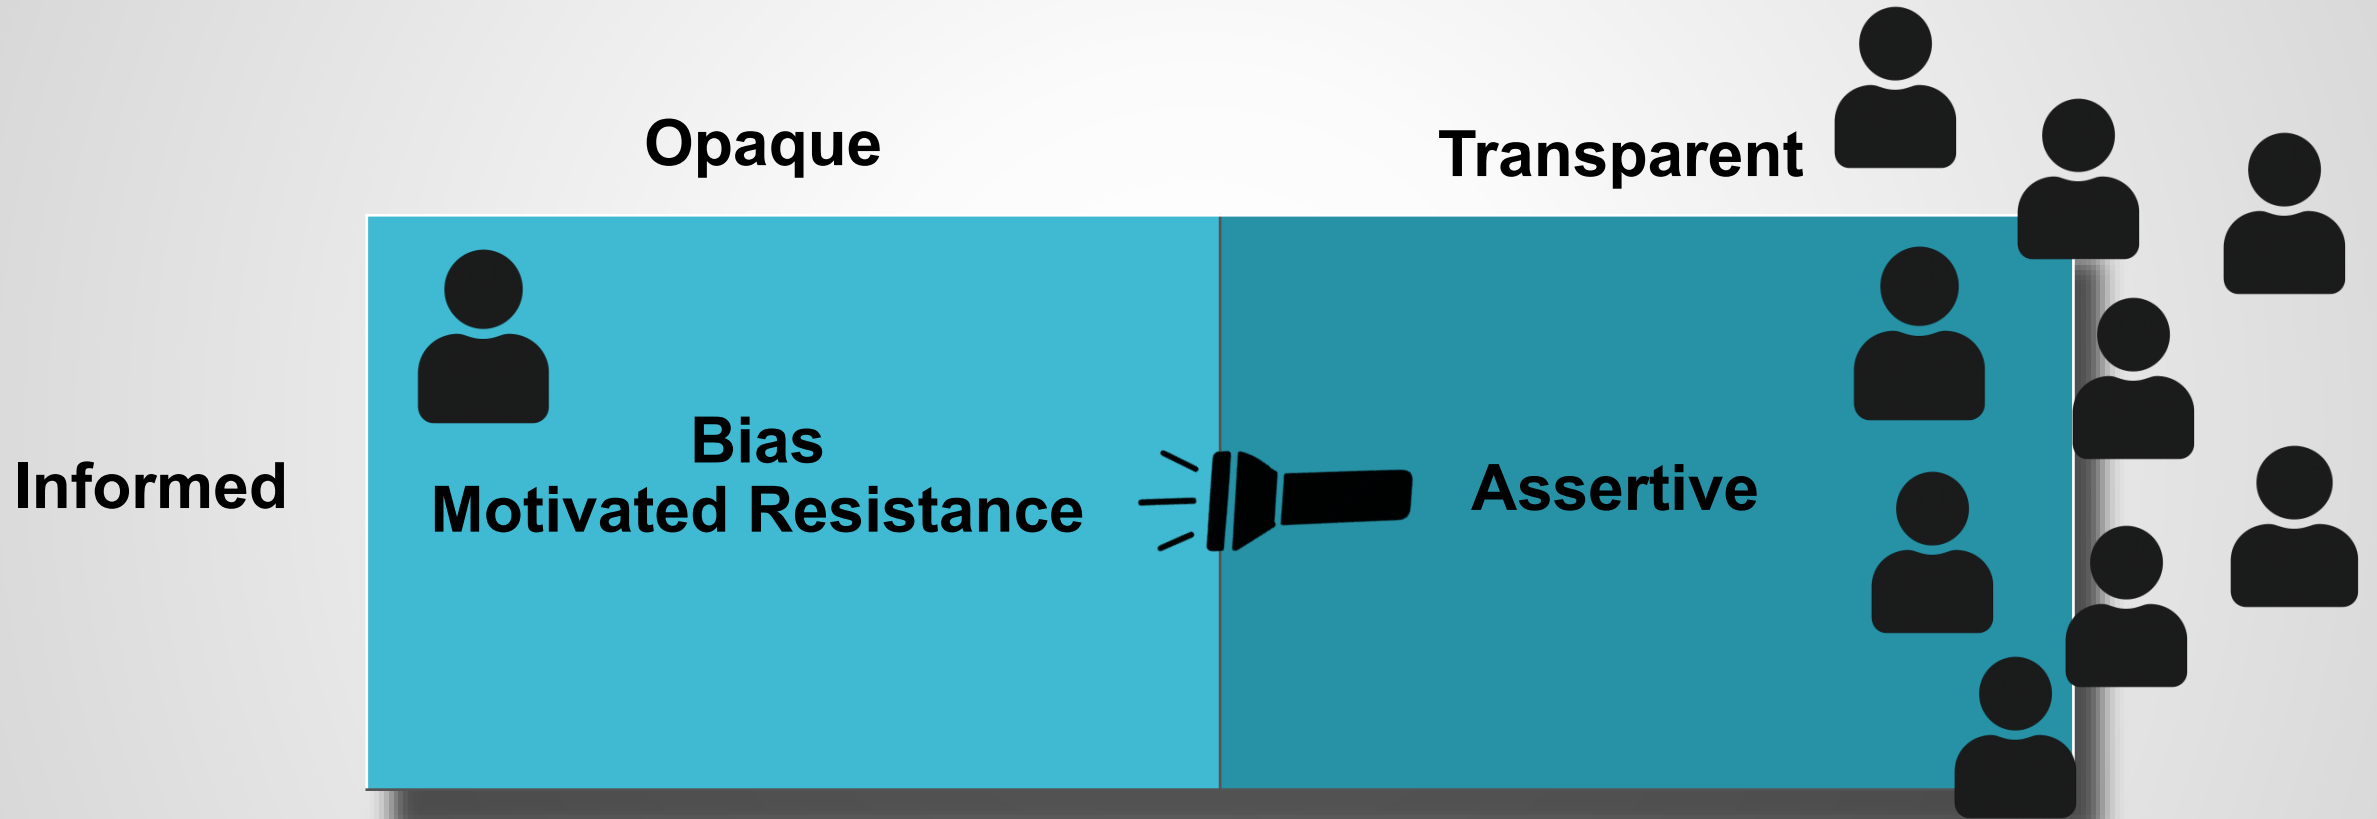 Opaque
Transparent
Informed
Bias
Motivated Resistance
Assertive